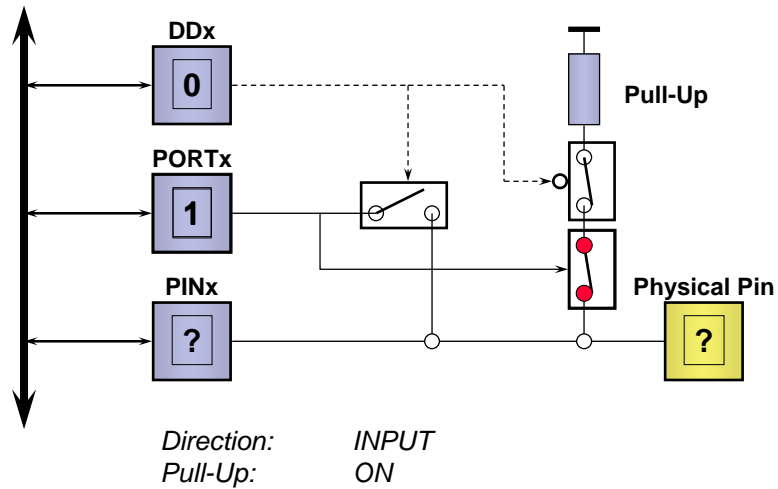 DDx
0
Pull-Up
PORTx
1
PINx
Physical Pin
?
?
Direction: INPUT
Pull-Up: ON